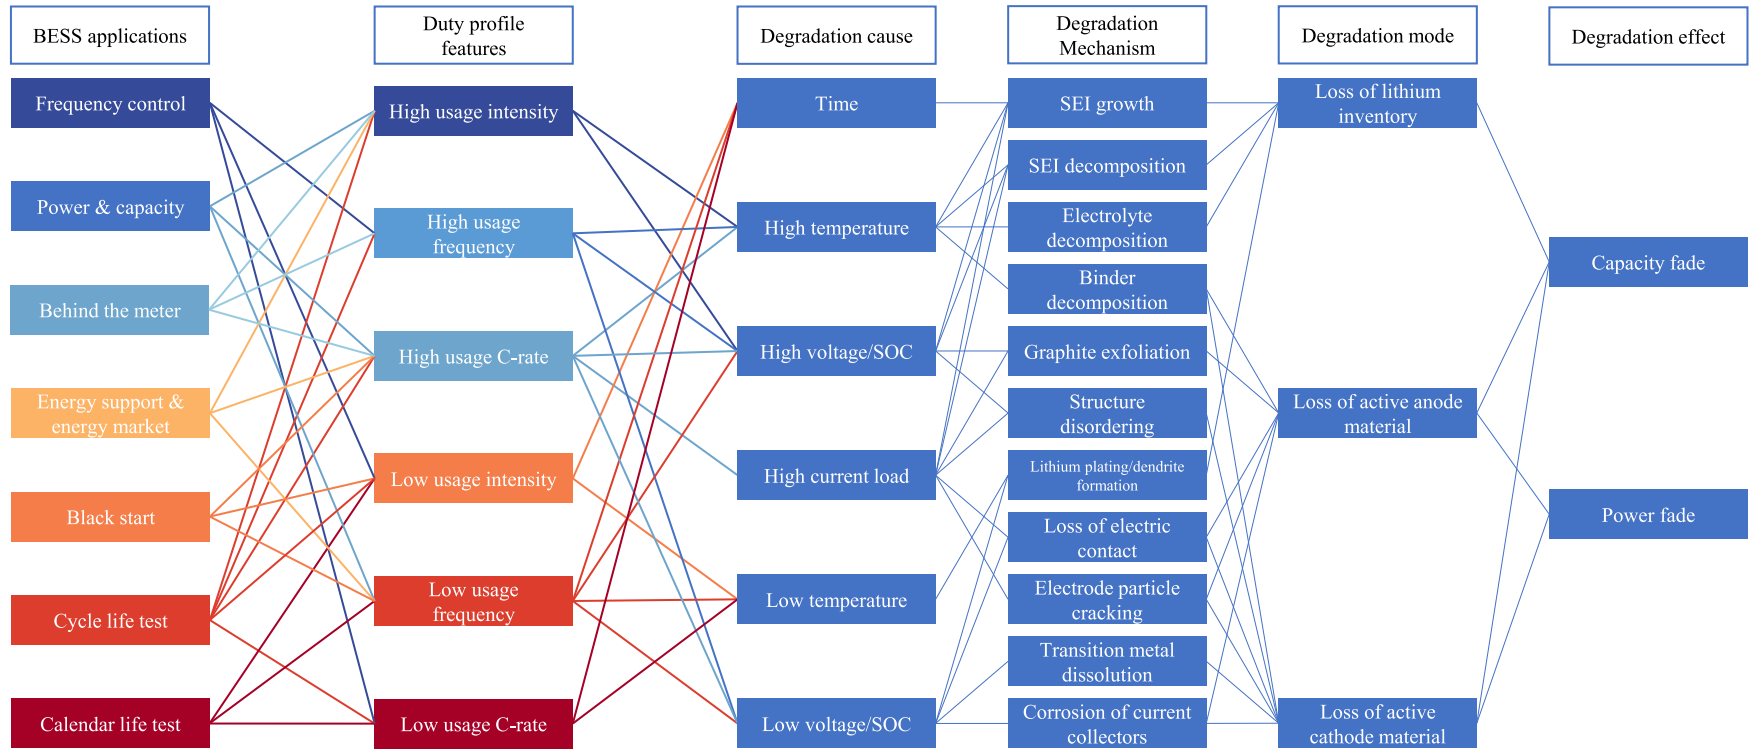 BESS applications
Duty profile
features
Degradation cause
Degradation
Mechanism
Degradation mode
Degradation effect
Frequency control
Power & capacity
Behind the meter
Energy support &
energy market
Black start
Cycle life test
Calendar life test
High usage intensity
High usage
frequency
High usage C-rate
Low usage intensity
Low usage
frequency
Low usage C-rate
Time
High temperature
High voltage/SOC
High current load
Low temperature
Low voltage/SOC
SEI growth
SEI decomposition
Electrolyte
decomposition
Binder
decomposition
Graphite exfoliation
Structure
disordering
Lithium plating/dendrite
formation
Loss of electric
contact
Electrode particle
cracking
Transition metal
dissolution
Corrosion of current
collectors
Loss of lithium
inventory
Loss of active anode
material
Loss of active
cathode material
Capacity fade
Power fade